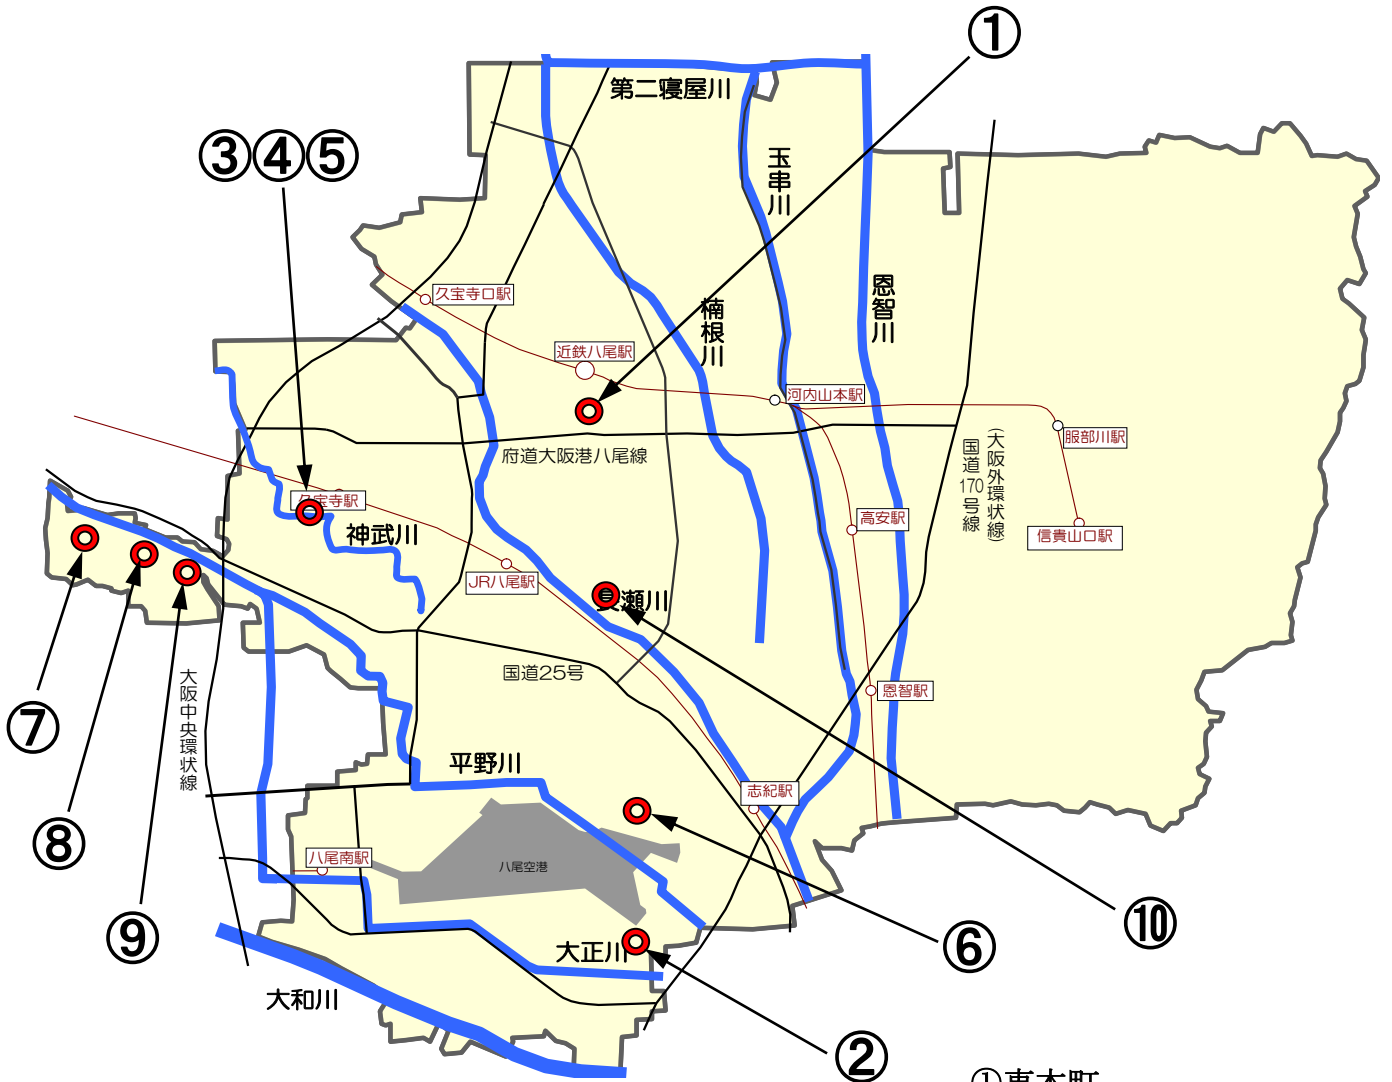 ①
第二寝屋川
③④⑤
玉串川
恩智川
久宝寺口駅
楠根川
近鉄八尾駅
河内山本駅
服部川駅
府道大阪港八尾線
国道170号線
(大阪外環状線)
久宝寺駅
神武川
高安駅
信貴山口駅
JR八尾駅
長瀬川
国道25号
大阪中央環状線
恩智駅
⑦
平野川
志紀駅
⑧
八尾南駅
八尾空港
⑨
⑩
⑥
大正川
大和川
②
①東本町